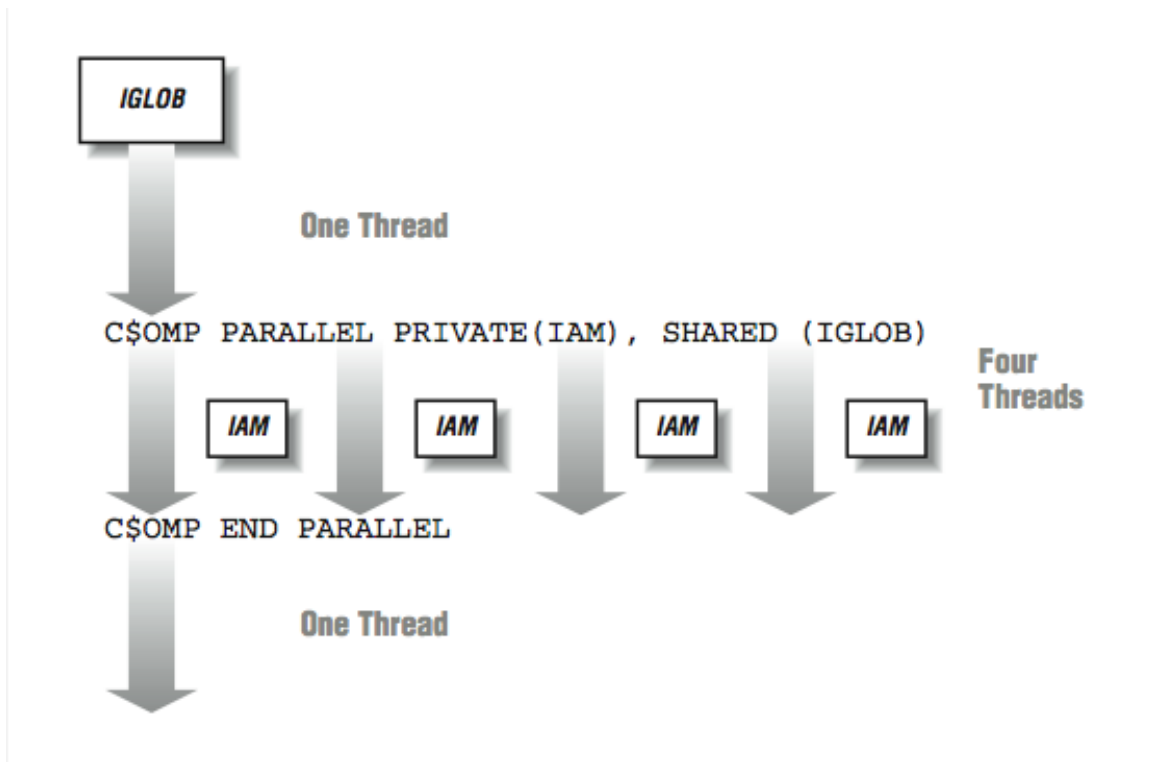 IGLOB
One Thread
C$OMP PARALLEL PRIVATE(IAM), SHARED (IGLOB)
Four
Threads
IAM
IAM
IAM
IAM
C$OMP END PARALLEL
One Thread